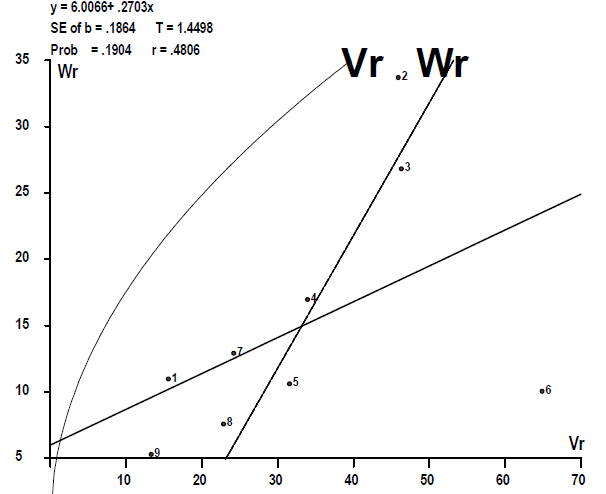 y = 6.0066+ .2703x
SE of b = .1864 T = 1.4498
Prob = .1904 r = .4806
35
Wr
Vr Wr
2
30
3
25
20
4
15
7
1
5
10
6
8
9
Vr
5
10 20 30 40 50 60 70